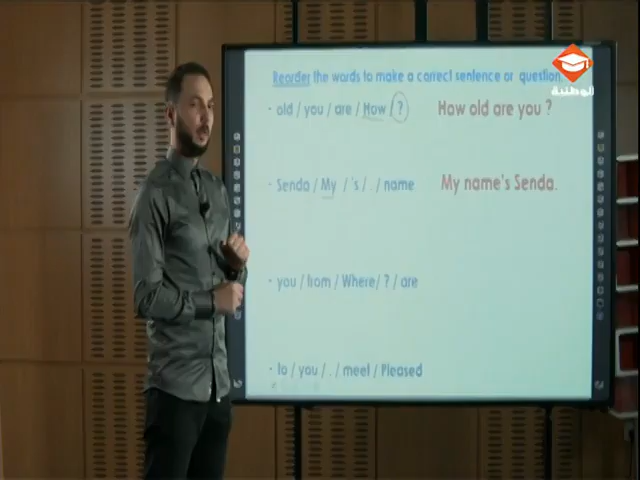 Reorder the words to make a correct sentence or question.
- old / you / are / How / ? How old are you ?
- Senda / My / 's / . / name My name's Senda.
- you / from / Where / ? / are
- to / you / . / meet / Pleased
الوطنية